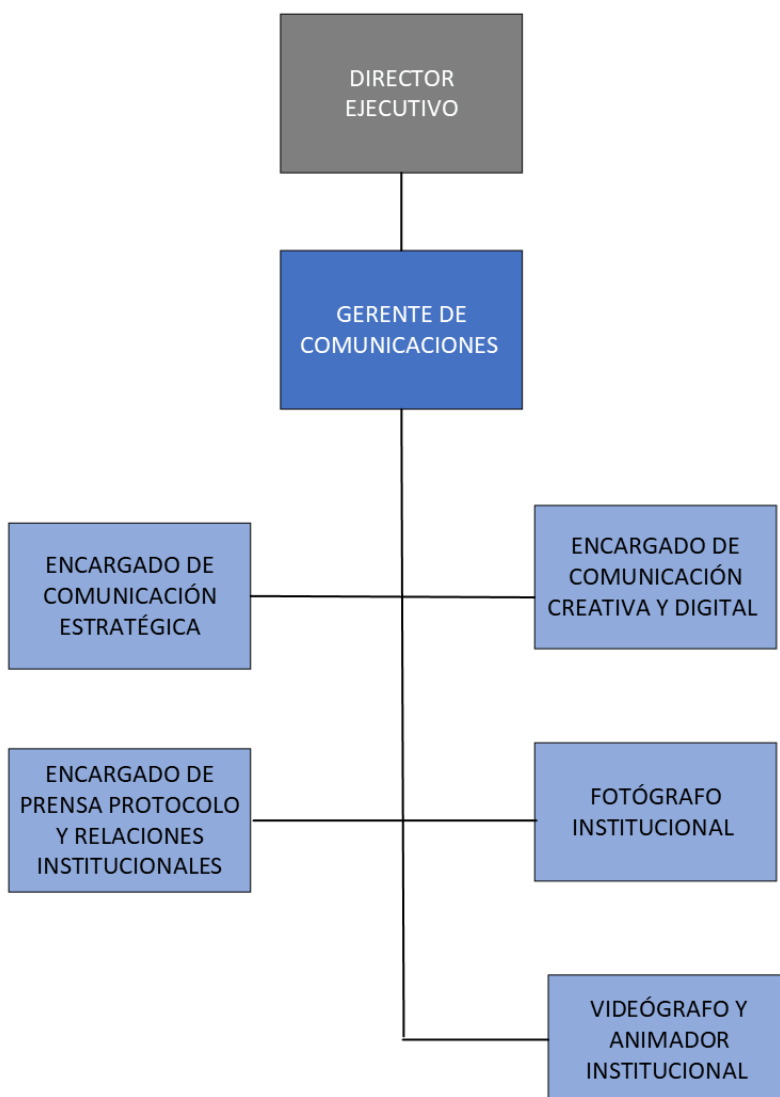 DIRECTOR
EJECUTIVO
GERENTE DE
COMUNICACIONES
ENCARGADO DE
COMUNICACIÓN
ESTRATÉGICA
ENCARGADO DE
COMUNICACIÓN
CREATIVA Y DIGITAL
ENCARGADO DE
PRENSA PROTOCOLO
Y RELACIONES
INSTITUCIONALES
FOTÓGRAFO
INSTITUCIONAL
VIDEÓGRAFO Y
ANIMADOR
INSTITUCIONAL